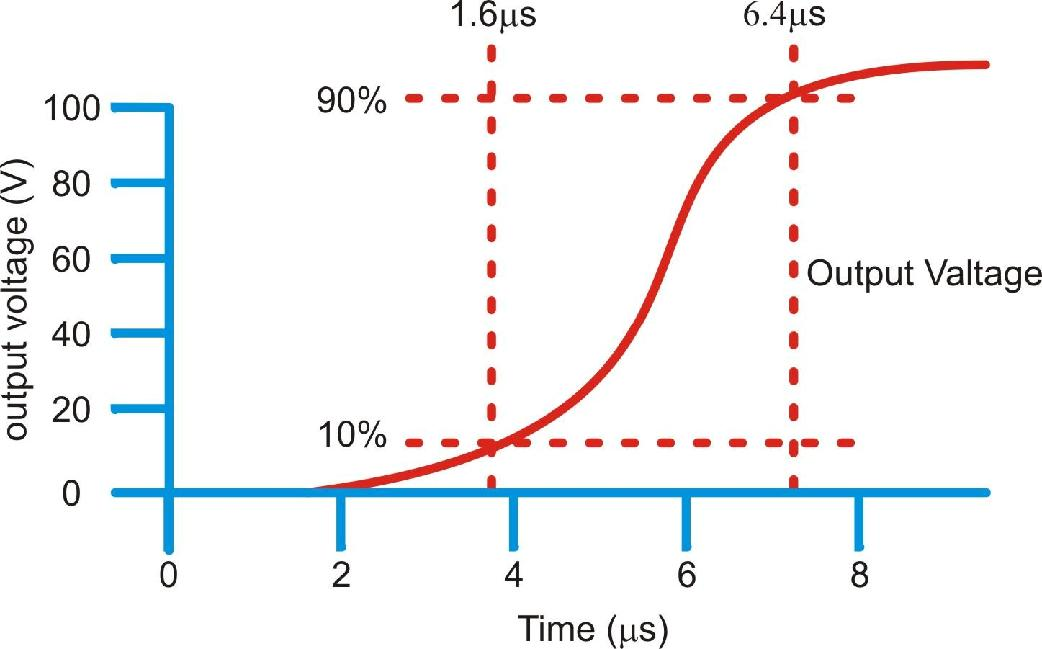 1.6μs
6.4μs
90%
100
80
60
40
20
0
output voltage (V)
Output Valtage
10%
0
2
4
6
8
Time (μs)